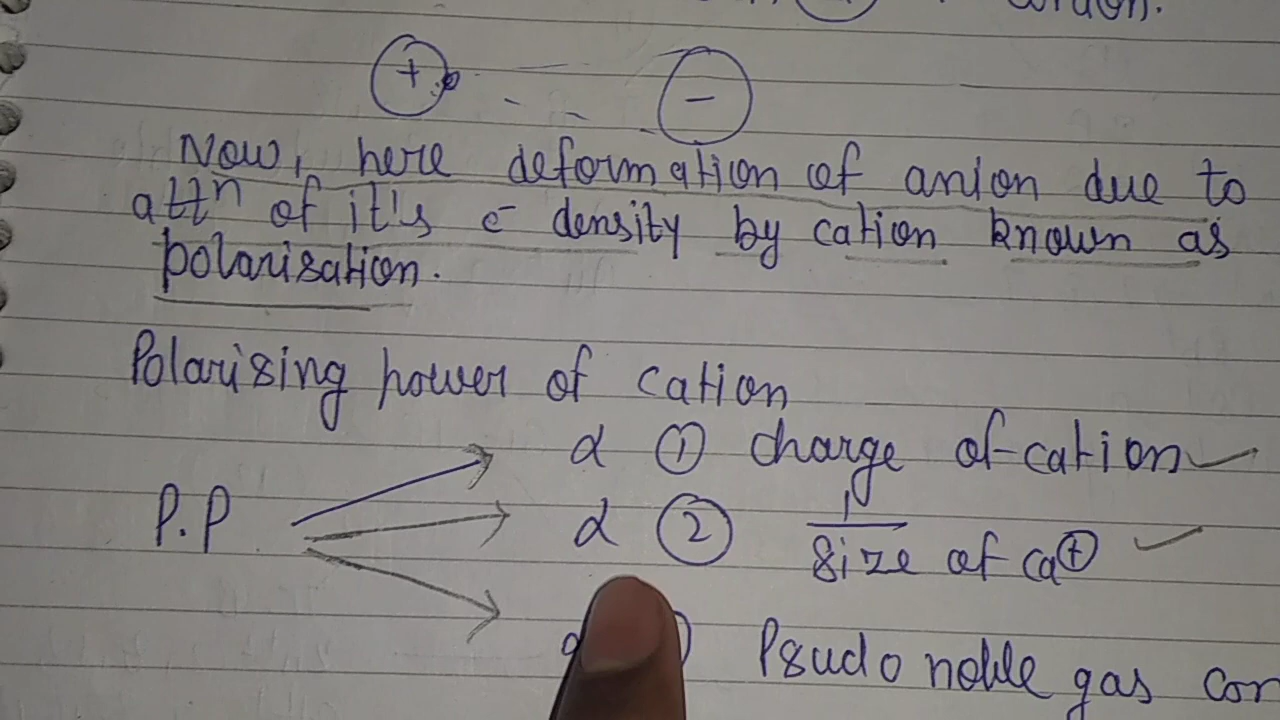 + −
Now, here deformation of anion due to
attⁿ of it's e⁻ density by cation known as
polarisation.
Polarising power of cation
α ① charge of cation
P.P α ② 1/size of ca⊕
Psudo noble gas con